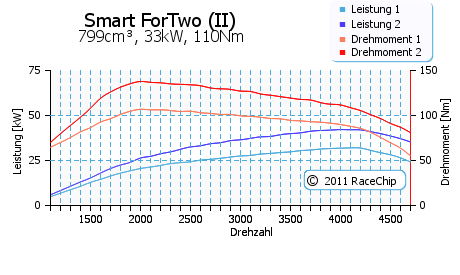 Smart ForTwo (II)
799cm³, 33kW, 110Nm
Leistung 1
Leistung 2
Drehmoment 1
Drehmoment 2
75
50
25
0
Leistung [kW]
150
100
50
0
Drehmoment [Nm]
© 2011 RaceChip
1500 2000 2500 3000 3500 4000 4500
Drehzahl